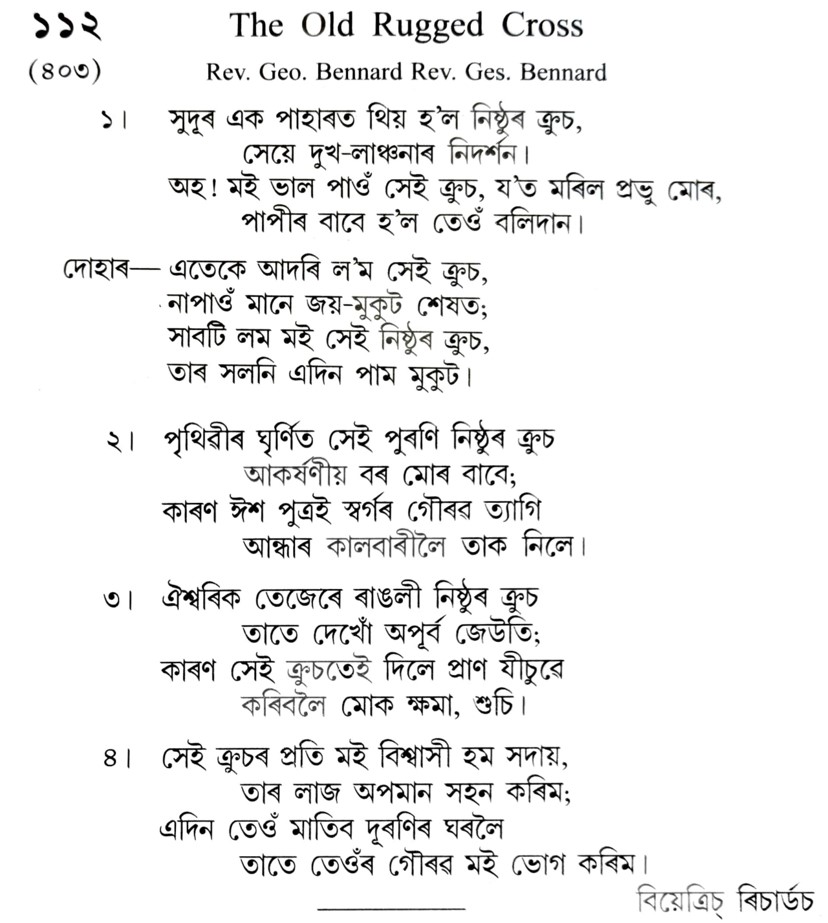 ১১২ The Old Rugged Cross
(৪০৩) Rev. Geo. Bennard Rev. Ges. Bennard
১। সুদূৰ এক পাহাৰত থিয় হ’ল নিষ্ঠুৰ ক্ৰুচ,
সেয়ে দুখ-লাঞ্চনাৰ নিদৰ্শন।
অহ! মই ভাল পাওঁ সেই ক্ৰুচ, য’ত মৰিল প্ৰভু মোৰ,
পাপীৰ বাবে হ’ল তেওঁ বলিদান।
দোহাৰ— এতেকে আদৰি ল’ম সেই ক্ৰুচ,
নাপাওঁ মানে জয়-মুকুট শেষত;
সাবটি লম মই সেই নিষ্ঠুৰ ক্ৰুচ,
তাৰ সলনি এদিন পাম মুকুট।
২। পৃথিৱীৰ ঘূৰ্ণিত সেই পুৰণি নিষ্ঠুৰ ক্ৰুচ
আকৰ্ষণীয় বৰ মোৰ বাবে;
কাৰণ ঈশ পুত্ৰই স্বৰ্গৰ গৌৰৱ ত্যাগি
আন্ধাৰ কালবাৰীলৈ তাক নিলে।
৩। ঐশ্বৰিক তেজেৰে ৰাঙলী নিষ্ঠুৰ ক্ৰুচ
তাতে দেখোঁ অপূৰ্ব জেউতি;
কাৰণ সেই ক্ৰুচতেই দিলে প্ৰাণ যীচুৱে
কৰিবলৈ মোক ক্ষমা, শুচি।
৪। সেই ক্ৰুচৰ প্ৰতি মই বিশ্বাসী হম সদায়,
তাৰ লাজ অপমান সহন কৰিম;
এদিন তেওঁ মাতিব দূৰণিৰ ঘৰলৈ
তাতে তেওঁৰ গৌৰৱ মই ভোগ কৰিম।
বিয়েত্ৰিচ্ ৰিচাৰ্ডচ